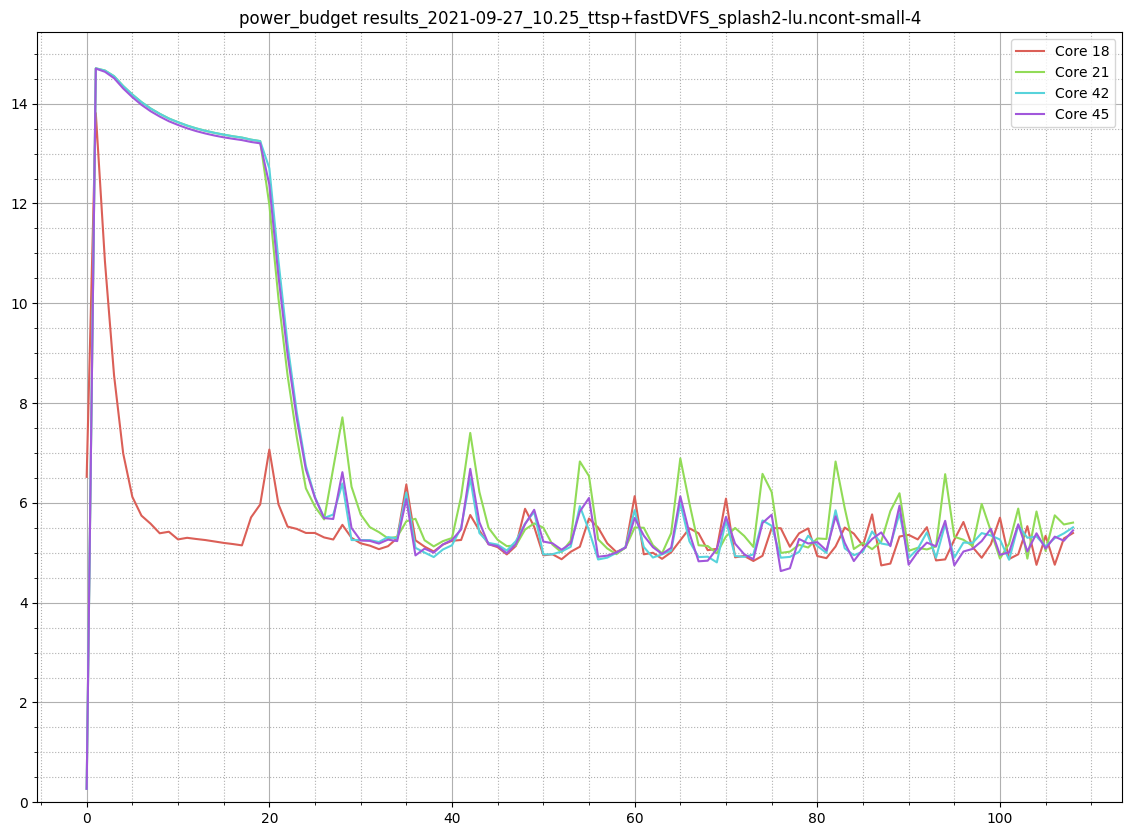 power_budget results_2021-09-27_10.25_ttsp+fastDVFS_splash2-lu.ncont-small-4
Core 18
Core 21
Core 42
Core 45
14
12
10
8
6
4
2
0
0 20 40 60 80 100